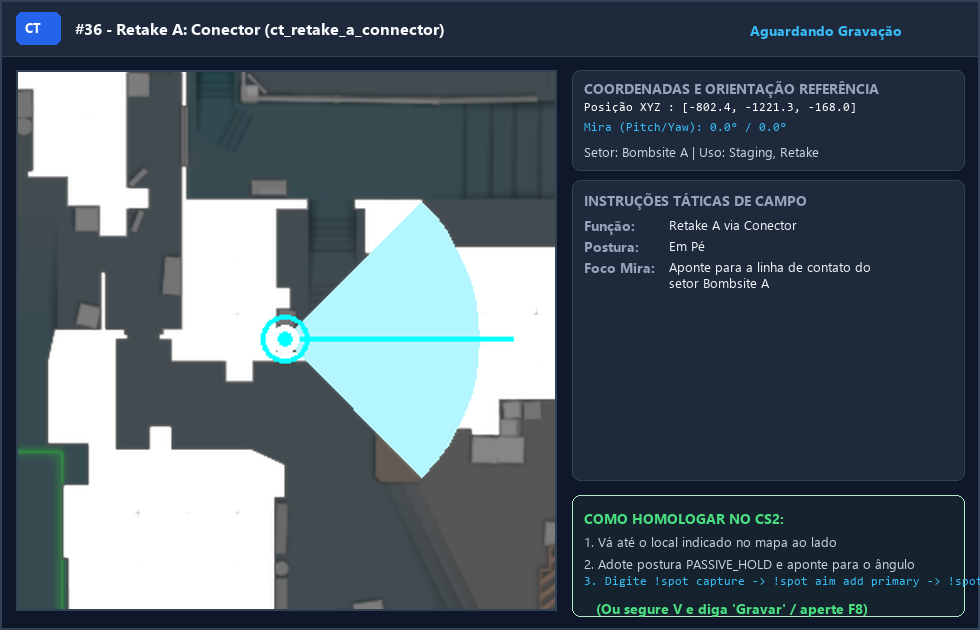 CT
#36 - Retake A: Conector (ct_retake_a_connector)
Aguardando Gravação
COORDENADAS E ORIENTAÇÃO REFERÊNCIA
Posição XYZ : [-802.4, -1221.3, -168.0]
Mira (Pitch/Yaw): 0.0° / 0.0°
Setor: Bombsite A | Uso: Staging, Retake
INSTRUÇÕES TÁTICAS DE CAMPO
Função: Retake A via Conector
Postura: Em Pé
Foco Mira: Aponte para a linha de contato do
setor Bombsite A
COMO HOMOLOGAR NO CS2:
1. Vá até o local indicado no mapa ao lado
2. Adote postura PASSIVE_HOLD e aponte para o ângulo
3. Digite !spot capture -> !spot aim add primary -> !spot
(Ou segure V e diga 'Gravar' / aperte F8)